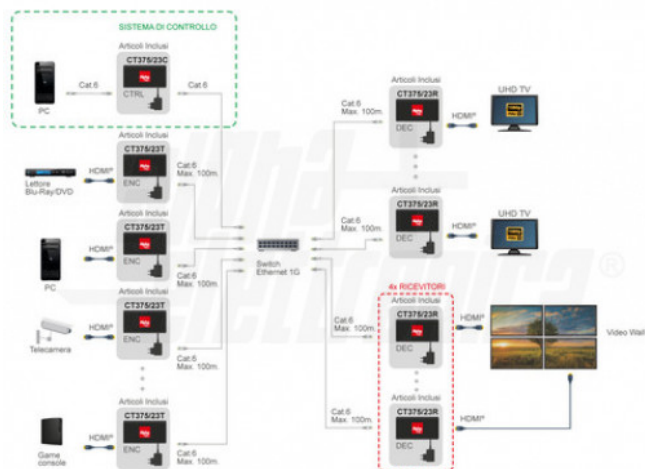 SISTEMA DI CONTROLLO
Articoli Inclusi
CT375/23C
CTRL
Cat.6
Cat.6
PC
Articoli Inclusi
CT375/23T
ENC
HDMI®
Lettore
Blu-Ray/DVD
Cat.6
Max. 100m.
Articoli Inclusi
CT375/23T
ENC
HDMI®
PC
Cat.6
Max. 100m.
Articoli Inclusi
CT375/23T
ENC
HDMI®
Telecamera
Cat.6
Max. 100m.
Articoli Inclusi
CT375/23T
ENC
HDMI®
Game
console
Cat.6
Max. 100m.
Switch
Ethernet 1G
Articoli Inclusi
CT375/23R
DEC
Cat.6
Max. 100m.
HDMI®
UHD TV
Articoli Inclusi
CT375/23R
DEC
Cat.6
Max. 100m.
HDMI®
UHD TV
4x RICEVITORI
Articoli Inclusi
CT375/23R
DEC
Cat.6
Max. 100m.
HDMI®
Video Wall
Articoli Inclusi
CT375/23R
DEC
Cat.6
Max. 100m.
HDMI®
alpha
elettronica®